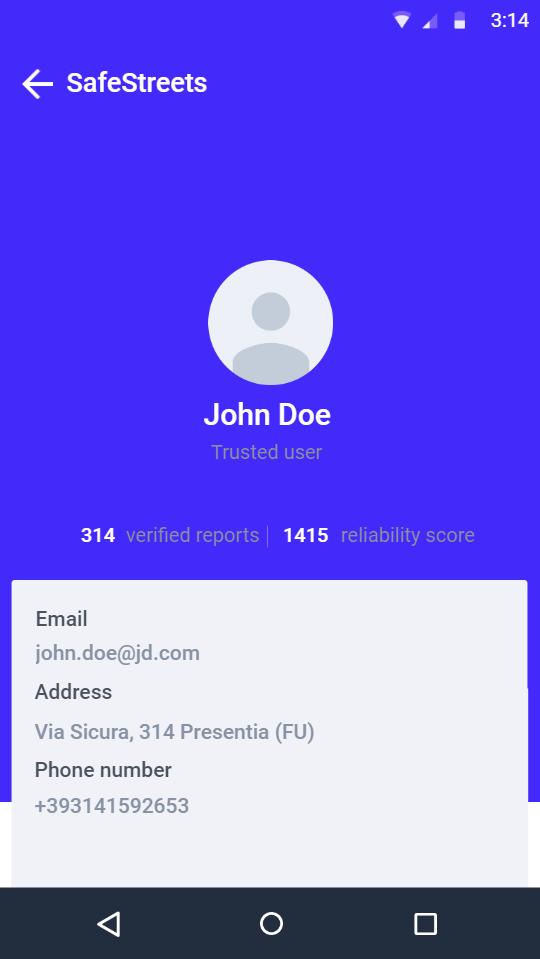 3:14
SafeStreets
John Doe
Trusted user
314 verified reports 1415 reliability score
Email
john.doe@jd.com
Address
Via Sicura, 314 Presentia (FU)
Phone number
+393141592653